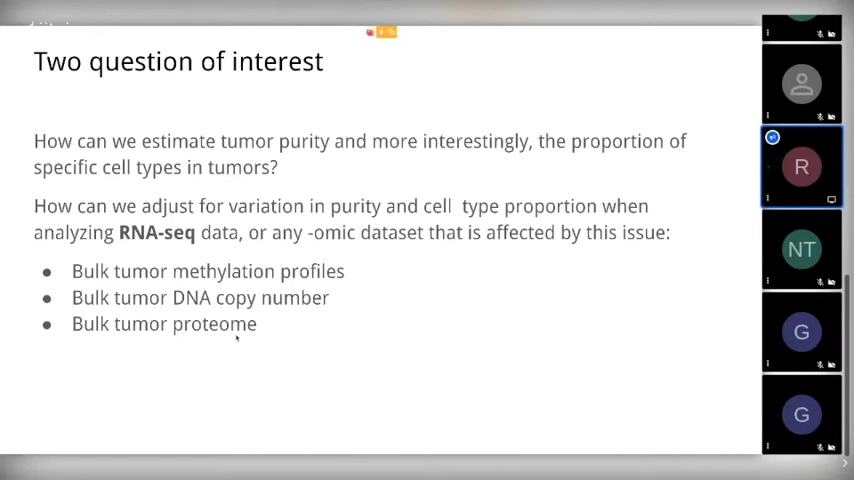 Two question of interest
How can we estimate tumor purity and more interestingly, the proportion of
specific cell types in tumors?
How can we adjust for variation in purity and cell type proportion when
analyzing RNA-seq data, or any -omic dataset that is affected by this issue:
● Bulk tumor methylation profiles
● Bulk tumor DNA copy number
● Bulk tumor proteome
R
NT
G
G